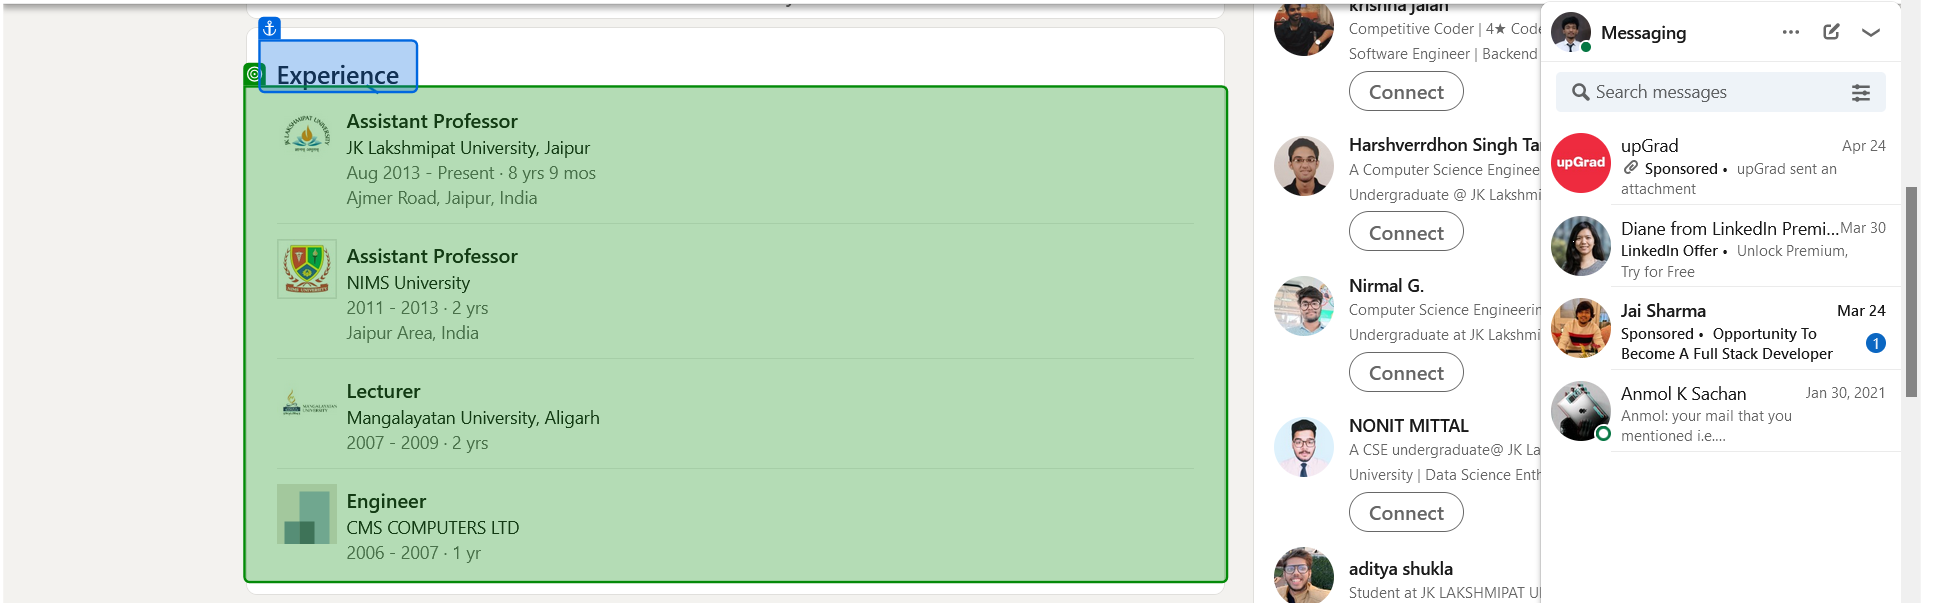 Experience
Assistant Professor
JK Lakshmipat University, Jaipur
Aug 2013 - Present · 8 yrs 9 mos
Ajmer Road, Jaipur, India
Assistant Professor
NIMS University
2011 - 2013 · 2 yrs
Jaipur Area, India
Lecturer
Mangalayatan University, Aligarh
2007 - 2009 · 2 yrs
Engineer
CMS COMPUTERS LTD
2006 - 2007 · 1 yr
krishna jalan
Competitive Coder | 4★ Code
Software Engineer | Backend
Connect
Harshverrdhon Singh Ta
A Computer Science Enginee
Undergraduate @ JK Lakshmi
Connect
Nirmal G.
Computer Science Engineerin
Undergraduate at JK Lakshmi
Connect
NONIT MITTAL
A CSE undergraduate@ JK La
University | Data Science Enth
Connect
aditya shukla
Student at JK LAKSHMIPAT U
Messaging
Search messages
upGrad
upGrad Apr 24
Sponsored • upGrad sent an
attachment
Diane from LinkedIn Premi... Mar 30
LinkedIn Offer • Unlock Premium,
Try for Free
Jai Sharma Mar 24
Sponsored • Opportunity To
Become A Full Stack Developer
1
Anmol K Sachan Jan 30, 2021
Anmol: your mail that you
mentioned i.e....